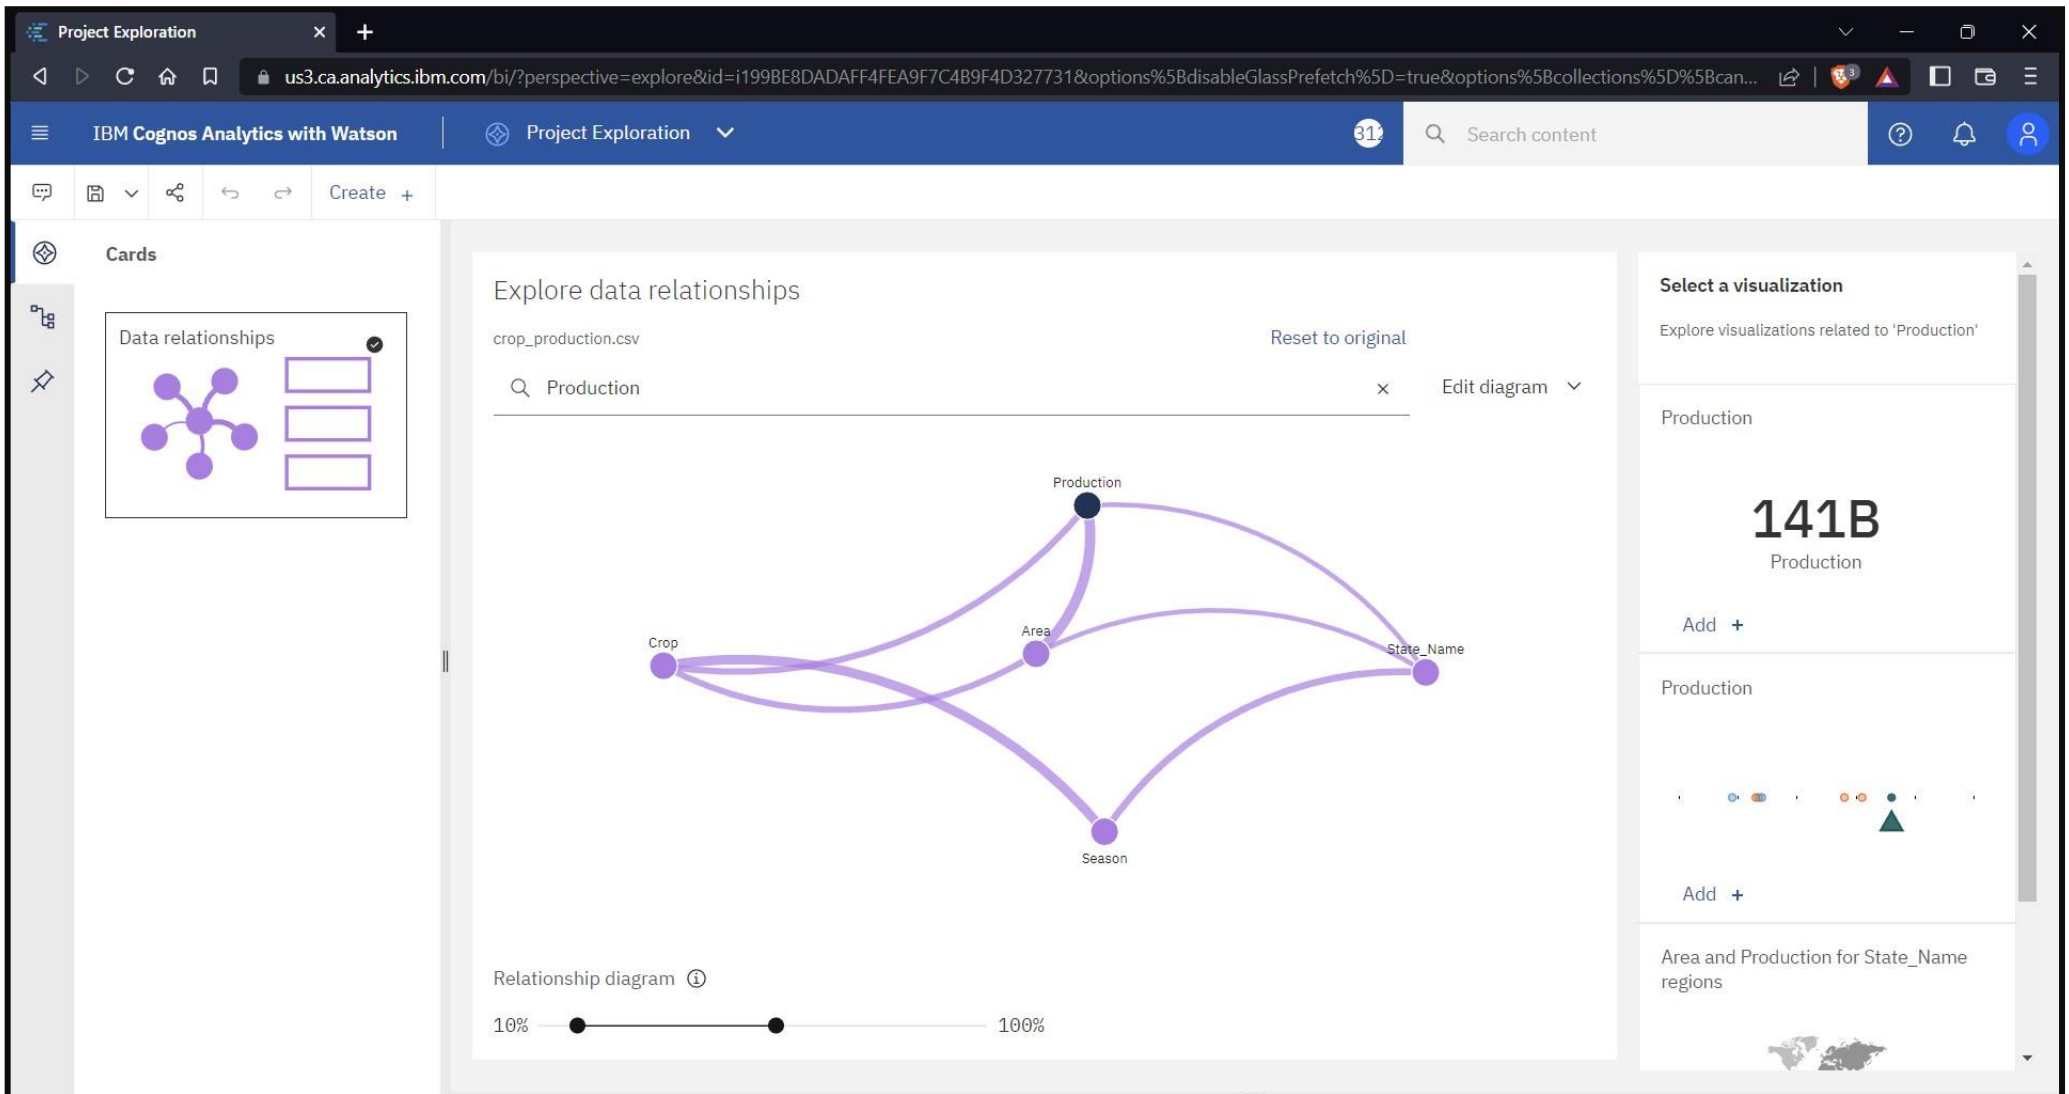 Project Exploration
us3.ca.analytics.ibm.com/bi/?perspective=explore&id=i199BE8DADAFF4FEA9F7C4B9F4D327731&options%5BdisableGlassPrefetch%5D=true&options%5Bcollections%5D%5Bcan...
3
IBM Cognos Analytics with Watson
Project Exploration
312
Search content
Create +
Cards
Data relationships
Explore data relationships
crop_production.csv
Reset to original
Production
Edit diagram
Production
Crop
Area
State_Name
Season
Relationship diagram
10%
100%
Select a visualization
Explore visualizations related to 'Production'
Production
141B
Production
Add +
Production
Add +
Area and Production for State_Name
regions